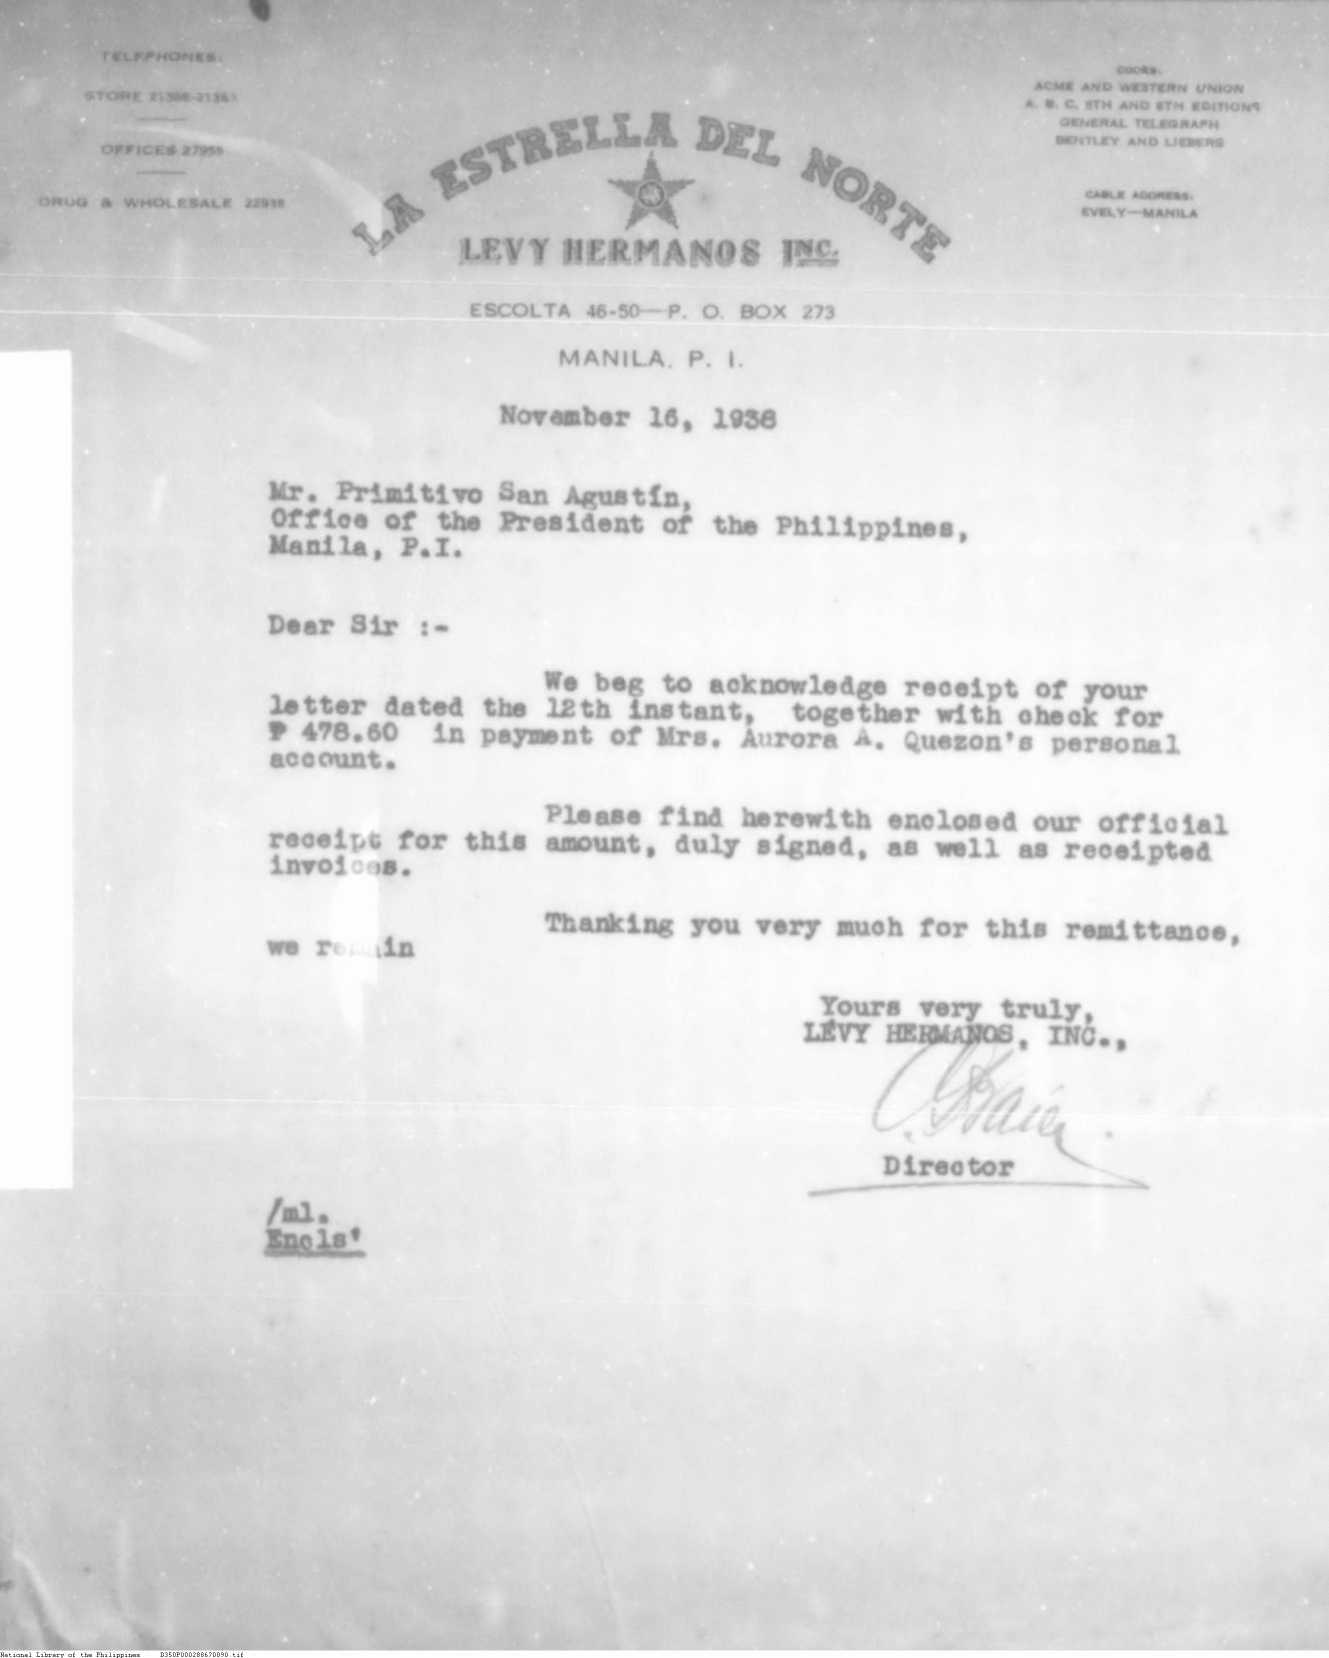 TELEPHONES:
STORE
OFFICES 27958
DRUG & WHOLESALE 22938
CODES:
ACME AND WESTERN UNION
A. B. C. 5TH AND 6TH EDITIONS
GENERAL TELEGRAPH
BENTLEY AND LIEBERS
CABLE ADDRESS:
EVELY—MANILA
LA ESTRELLA DEL NORTE
LEVY HERMANOS INC.
ESCOLTA 46-50—P. O. BOX 273
MANILA, P. I.
November 16, 1936
Mr. Primitivo San Agustín,
Office of the President of the Philippines,
Manila, P.I.
Dear Sir :-
We beg to acknowledge receipt of your
letter dated the 12th instant, together with check for
₱ 478.60 in payment of Mrs. Aurora A. Quezon's personal
account.
Please find herewith enclosed our official
receipt for this amount, duly signed, as well as receipted
invoices.
Thanking you very much for this remittance,
we remain
Yours very truly,
LÉVY HERMANOS, INC.,
Director
/ml.
Encls'
National Library of the Philippines B350P000288670890.tif